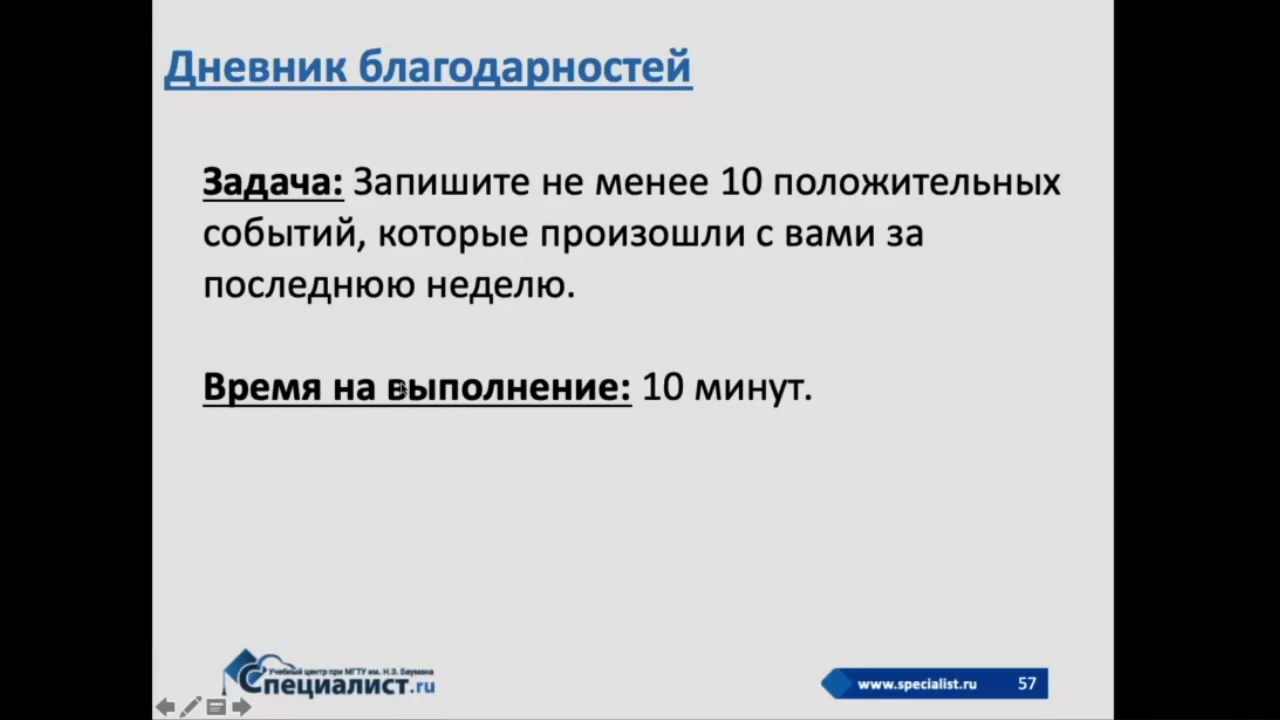 Дневник благодарностей
Задача: Запишите не менее 10 положительных
событий, которые произошли с вами за
последнюю неделю.
Время на выполнение: 10 минут.
Учебный центр при МГТУ им. Н.Э. Баумана
Специалист.ru
www.specialist.ru 57